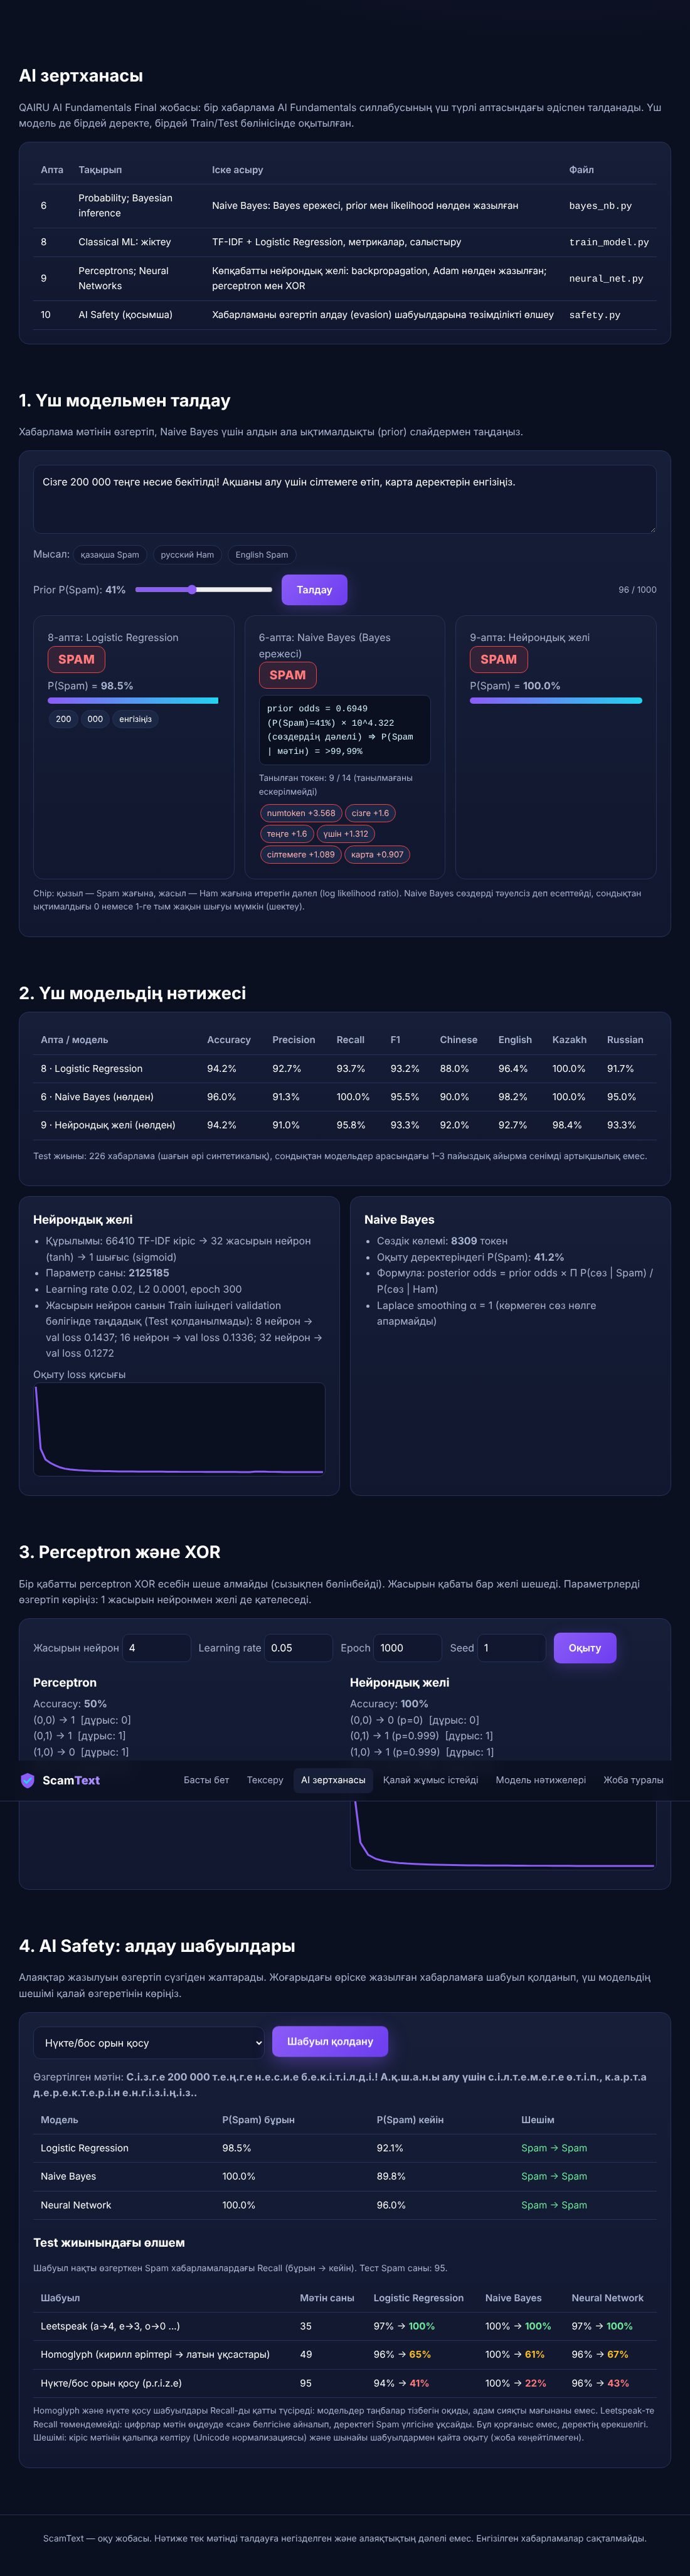 AI зертханасы
QAIRU AI Fundamentals Final жобасы: бір хабарлама AI Fundamentals силлабусының үш түрлі аптасындағы әдіспен талданады. Үш
модель де бірдей деректе, бірдей Train/Test бөлінісінде оқытылған.
Апта Тақырып Іске асыру Файл
6 Probability; Bayesian inference Naive Bayes: Bayes ережесі, prior мен likelihood нөлден жазылған bayes_nb.py
8 Classical ML: жіктеу TF-IDF + Logistic Regression, метрикалар, салыстыру train_model.py
9 Perceptrons; Neural Networks Көпқабатты нейрондық желі: backpropagation, Adam нөлден жазылған; perceptron мен XOR neural_net.py
10 AI Safety (қосымша) Хабарламаны өзгертіп алдау (evasion) шабуылдарына төзімділікті өлшеу safety.py
1. Үш модельмен талдау
Хабарлама мәтінін өзгертіп, Naive Bayes үшін алдын ала ықтималдықты (prior) слайдермен таңдаңыз.
Сізге 200 000 теңге несие бекітілді! Ақшаны алу үшін сілтемеге өтіп, карта деректерін енгізіңіз.
Мысал: қазақша Spam русский Ham English Spam
Prior P(Spam): 41% Талдау 96 / 1000
8-апта: Logistic Regression
SPAM
P(Spam) = 98.5%
200 000 енгізіңіз
6-апта: Naive Bayes (Bayes
ережесі)
SPAM
prior odds = 0.6949
(P(Spam)=41%) × 10^4.322
(сөздердің дәлелі) ⇒ P(Spam
| мәтін) = >99,99%
Танылған токен: 9 / 14 (танылмағаны
ескерілмейді)
numtoken +3.568 сізге +1.6
теңге +1.6 үшін +1.312
сілтемеге +1.089 карта +0.907
9-апта: Нейрондық желі
SPAM
P(Spam) = 100.0%
Chip: қызыл — Spam жағына, жасыл — Ham жағына итеретін дәлел (log likelihood ratio). Naive Bayes сөздерді тәуелсіз деп есептейді, сондықтан
ықтималдығы 0 немесе 1-ге тым жақын шығуы мүмкін (шектеу).
2. Үш модельдің нәтижесі
Апта / модель Accuracy Precision Recall F1 Chinese English Kazakh Russian
8 · Logistic Regression 94.2% 92.7% 93.7% 93.2% 88.0% 96.4% 100.0% 91.7%
6 · Naive Bayes (нөлден) 96.0% 91.3% 100.0% 95.5% 90.0% 98.2% 100.0% 95.0%
9 · Нейрондық желі (нөлден) 94.2% 91.0% 95.8% 93.3% 92.0% 92.7% 98.4% 93.3%
Test жиыны: 226 хабарлама (шағын әрі синтетикалық), сондықтан модельдер арасындағы 1–3 пайыздық айырма сенімді артықшылық емес.
Нейрондық желі
• Құрылымы: 66410 TF-IDF кіріс → 32 жасырын нейрон
(tanh) → 1 шығыс (sigmoid)
• Параметр саны: 2125185
• Learning rate 0.02, L2 0.0001, epoch 300
• Жасырын нейрон санын Train ішіндегі validation
бөлігінде таңдадық (Test қолданылмады): 8 нейрон →
val loss 0.1437; 16 нейрон → val loss 0.1336; 32 нейрон →
val loss 0.1272
Оқыту loss қисығы
Naive Bayes
• Сөздік көлемі: 8309 токен
• Оқыту деректеріндегі P(Spam): 41.2%
• Формула: posterior odds = prior odds × Π P(сөз | Spam) /
P(сөз | Ham)
• Laplace smoothing α = 1 (көрмеген сөз нөлге
апармайды)
3. Perceptron және XOR
Бір қабатты perceptron XOR есебін шеше алмайды (сызықпен бөлінбейді). Жасырын қабаты бар желі шешеді. Параметрлерді
өзгертіп көріңіз: 1 жасырын нейронмен желі де қателеседі.
Жасырын нейрон 4 Learning rate 0.05 Epoch 1000 Seed 1 Оқыту
Perceptron
Accuracy: 50%
(0,0) → 1 [дұрыс: 0]
(0,1) → 1 [дұрыс: 1]
(1,0) → 0 [дұрыс: 1]
Нейрондық желі
Accuracy: 100%
(0,0) → 0 (p=0) [дұрыс: 0]
(0,1) → 1 (p=0.999) [дұрыс: 1]
(1,0) → 1 (p=0.999) [дұрыс: 1]
ScamText Басты бет Тексеру AI зертханасы Қалай жұмыс істейді Модель нәтижелері Жоба туралы
4. AI Safety: алдау шабуылдары
Алаяқтар жазылуын өзгертіп сүзгіден жалтарады. Жоғарыдағы өріске жазылған хабарламаға шабуыл қолданып, үш модельдің
шешімі қалай өзгеретінін көріңіз.
Нүкте/бос орын қосу Шабуыл қолдану
Өзгертілген мәтін: С.і.з.г.е 200 000 т.е.ң.г.е н.е.с.и.е б.е.к.і.т.і.л.д.і.! А.қ.ш.а.н.ы алу үшін с.і.л.т.е.м.е.г.е ө.т.і.п., к.а.р.т.а
д.е.р.е.к.т.е.р.і.н е.н.г.і.з.і.ң.і.з..
Модель P(Spam) бұрын P(Spam) кейін Шешім
Logistic Regression 98.5% 92.1% Spam → Spam
Naive Bayes 100.0% 89.8% Spam → Spam
Neural Network 100.0% 96.0% Spam → Spam
Test жиынындағы өлшем
Шабуыл нақты өзгерткен Spam хабарламалардағы Recall (бұрын → кейін). Тест Spam саны: 95.
Шабуыл Мәтін саны Logistic Regression Naive Bayes Neural Network
Leetspeak (a→4, e→3, o→0 ...) 35 97% → 100% 100% → 100% 97% → 100%
Homoglyph (кирилл әріптері → латын ұқсастары) 49 96% → 65% 100% → 61% 96% → 67%
Нүкте/бос орын қосу (p.r.i.z.e) 95 94% → 41% 100% → 22% 96% → 43%
Homoglyph және нүкте қосу шабуылдары Recall-ды қатты түсіреді: модельдер таңбалар тізбегін оқиды, адам сияқты мағынаны емес. Leetspeak-те
Recall төмендемейді: цифрлар мәтін өңдеуде «сан» белгісіне айналып, деректегі Spam үлгісіне ұқсайды. Бұл қорғаныс емес, деректің ерекшелігі.
Шешімі: кіріс мәтінін қалыпқа келтіру (Unicode нормализациясы) және шынайы шабуылдармен қайта оқыту (жоба кеңейтілген).
ScamText — оқу жобасы. Нәтиже тек мәтінді талдауға негізделген және алаяқтықтың дәлелі емес. Енгізілген хабарламалар сақталмайды.